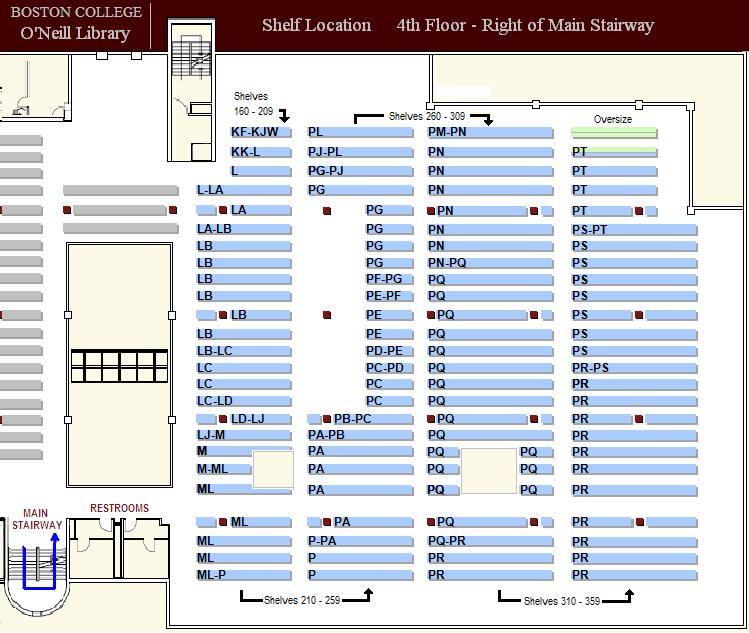 BOSTON COLLEGE
O'Neill Library
Shelf Location 4th Floor - Right of Main Stairway
Shelves
160 - 209
Shelves 260 - 309
Oversize
KF-KJW PL PM-PN
KK-L PJ-PL PN PT
L PG-PJ PN PT
L-LA PG PN PT
LA PG PN PT
LA-LB PG PN PS-PT
LB PG PN PS
LB PG PN-PQ PS
LB PF-PG PQ PS
LB PE-PF PQ PS
LB PE PQ PS
LB PE PQ PS
LB-LC PD-PE PQ PS
LC PC-PD PQ PR-PS
LC PC PQ PR
LC-LD PC PQ PR
LD-LJ PB-PC PQ PR
LJ-M PA-PB PQ PR
M PA PQ PQ PR
M-ML PA PQ PQ PR
ML PA PQ PQ PR
MAIN
STAIRWAY
RESTROOMS
ML PA PQ PR
ML P-PA PQ-PR PR
ML P PR PR
ML-P P PR PR
Shelves 210 - 259
Shelves 310 - 359